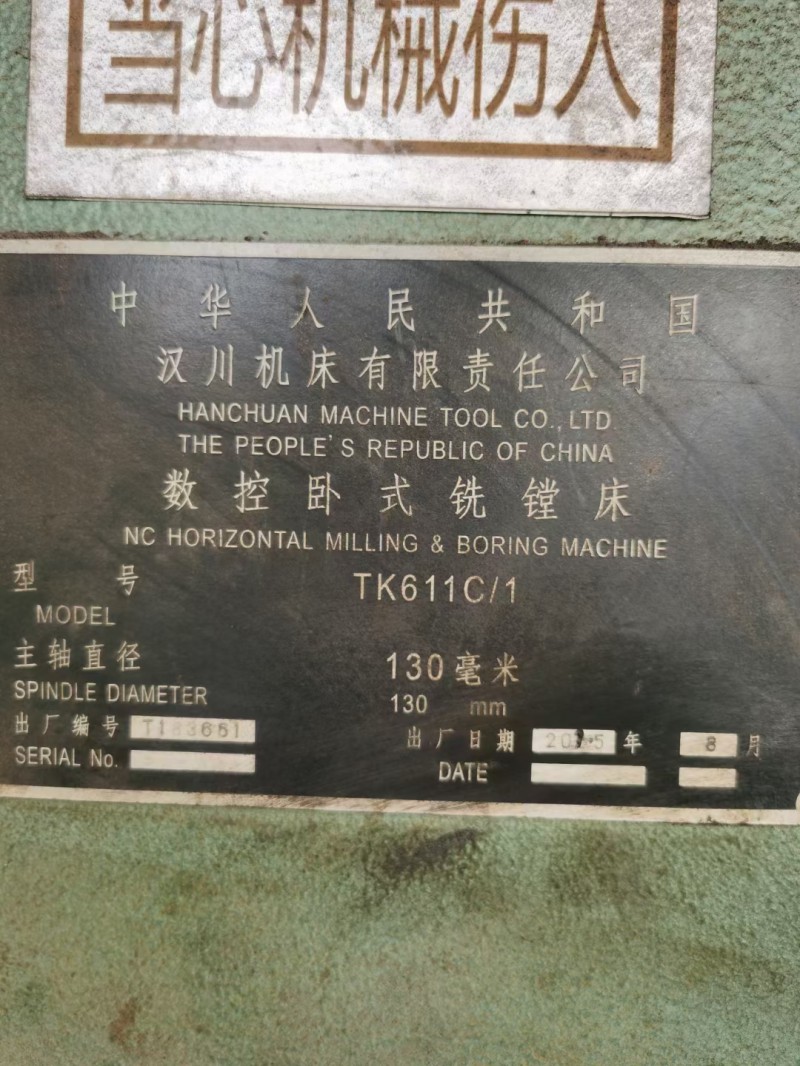 当心机械伤人
中华人民共和国
汉川机床有限责任公司
HANCHUAN MACHINE TOOL CO.,LTD
THE PEOPLE'S REPUBLIC OF CHINA
数控卧式铣镗床
NC HORIZONTAL MILLING & BORING MACHINE
型号 TK611C/1
MODEL
主轴直径 130毫米
SPINDLE DIAMETER 130 mm
出厂编号 出厂日期 年 8 月
SERIAL No. DATE